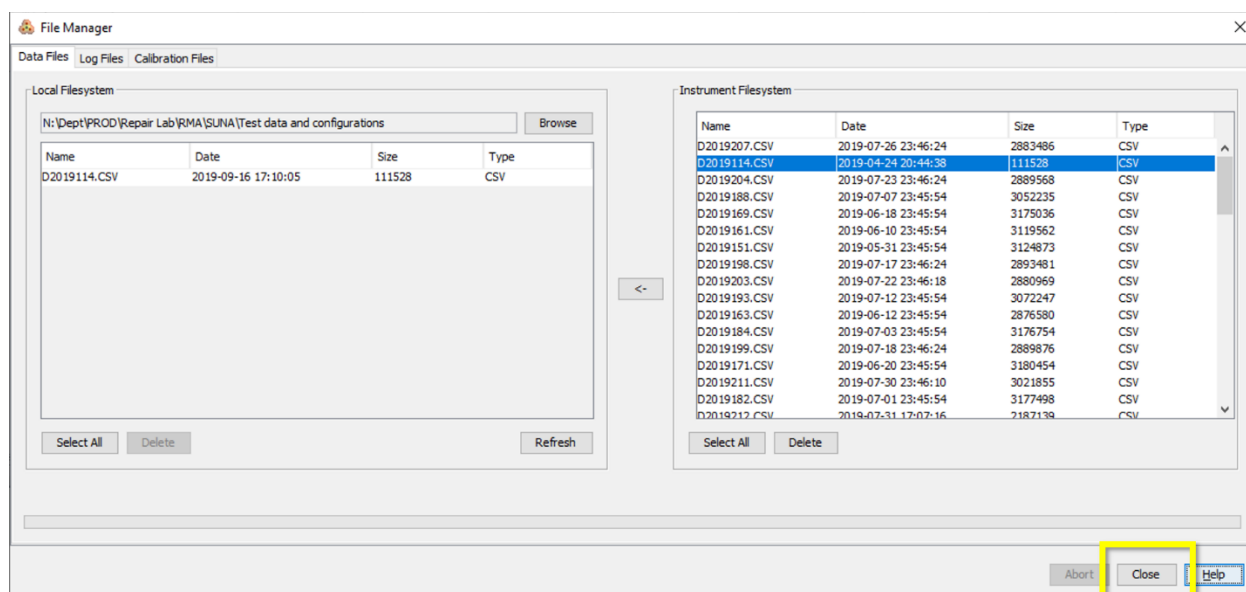 File Manager
Data Files Log Files Calibration Files
Local Filesystem
N:\Dept\PROD\Repair Lab\RMA\SUNA\Test data and configurations Browse
Name Date Size Type
D2019114.CSV 2019-09-16 17:10:05 111528 CSV
Select All Delete Refresh
<-
Instrument Filesystem
Name Date Size Type
D2019207.CSV 2019-07-26 23:46:24 2883486 CSV
D2019114.CSV 2019-04-24 20:44:38 111528 CSV
D2019204.CSV 2019-07-23 23:46:24 2889568 CSV
D2019188.CSV 2019-07-07 23:45:54 3052235 CSV
D2019169.CSV 2019-06-18 23:45:54 3175036 CSV
D2019161.CSV 2019-06-10 23:45:54 3119562 CSV
D2019151.CSV 2019-05-31 23:45:54 3124873 CSV
D2019198.CSV 2019-07-17 23:46:24 2893481 CSV
D2019203.CSV 2019-07-22 23:46:18 2880969 CSV
D2019193.CSV 2019-07-12 23:45:54 3072247 CSV
D2019163.CSV 2019-06-12 23:45:54 2876580 CSV
D2019184.CSV 2019-07-03 23:45:54 3176754 CSV
D2019199.CSV 2019-07-18 23:46:24 2889876 CSV
D2019171.CSV 2019-06-20 23:45:54 3180454 CSV
D2019211.CSV 2019-07-30 23:46:10 3021855 CSV
D2019182.CSV 2019-07-01 23:45:54 3177498 CSV
D2019212.CSV 2019-07-31 17:07:16 2187139 CSV
Select All Delete
Abort Close Help